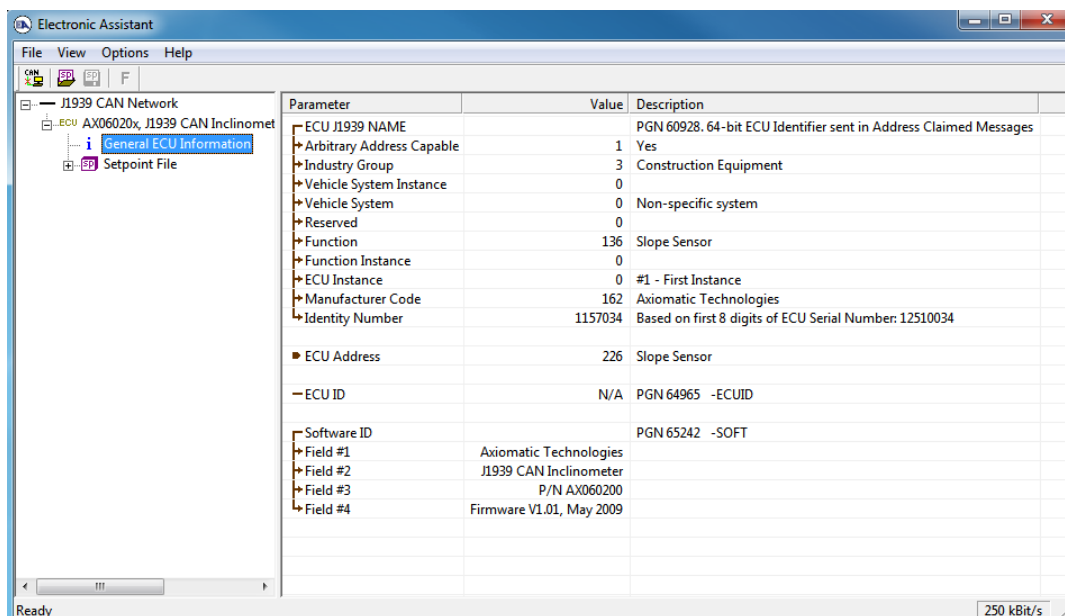 Electronic Assistant
File View Options Help
CAN SP SP F
J1939 CAN Network
ECU AX06020x, J1939 CAN Inclinomet
i General ECU Information
SP Setpoint File
Parameter Value Description
ECU J1939 NAME PGN 60928. 64-bit ECU Identifier sent in Address Claimed Messages
Arbitrary Address Capable 1 Yes
Industry Group 3 Construction Equipment
Vehicle System Instance 0
Vehicle System 0 Non-specific system
Reserved 0
Function 136 Slope Sensor
Function Instance 0
ECU Instance 0 #1 - First Instance
Manufacturer Code 162 Axiomatic Technologies
Identity Number 1157034 Based on first 8 digits of ECU Serial Number: 12510034
ECU Address 226 Slope Sensor
ECU ID N/A PGN 64965 -ECUID
Software ID PGN 65242 -SOFT
Field #1 Axiomatic Technologies
Field #2 J1939 CAN Inclinometer
Field #3 P/N AX060200
Field #4 Firmware V1.01, May 2009
Ready 250 kBit/s